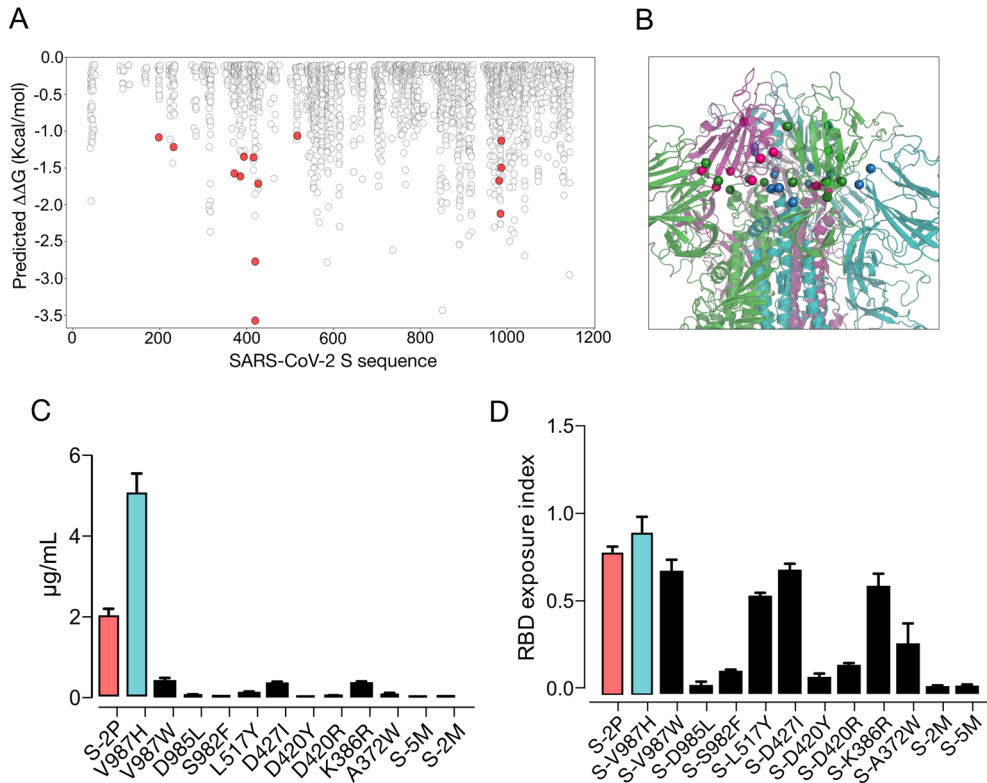 A
B
0.0
-0.5
-1.0
-1.5
-2.0
-2.5
-3.0
-3.5
Predicted ΔΔG (Kcal/mol)
0
200
400
600
800
1000
1200
SARS-CoV-2 S sequence
C
D
6
4
2
0
µg/mL
S-2P
V987H
V987W
D985L
S982F
L517Y
D427I
D420Y
D420R
K386R
A372W
S-5M
S-2M
1.5
1.0
0.5
0.0
RBD exposure index
S-2P
S-V987H
S-V987W
S-D985L
S-S982F
S-L517Y
S-D427I
S-D420Y
S-D420R
S-K386R
S-A372W
S-2M
S-5M